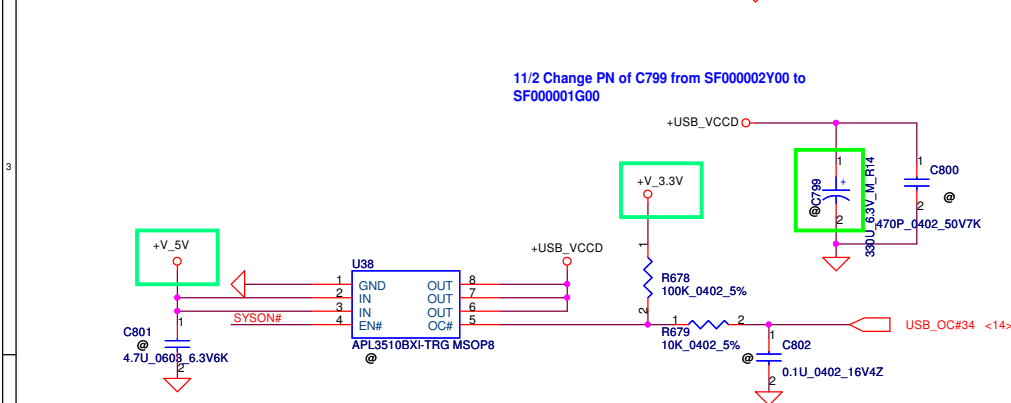 11/2 Change PN of C799 from SF000002Y00 to
SF000001G00
+USB_VCCD
3
+V_3.3V
1
+
@C799
2
330U_6.3V_M_R14
1
C800
@
2
470P_0402_50V7K
+V_5V
+USB_VCCD
U38
1
GND
OUT
8
2
IN
OUT
7
3
IN
OUT
6
SYSON#
4
EN#
OC#
5
APL3510BXI-TRG MSOP8
@
1
C801
@
4.7U_0603_6.3V6K
2
1
R678
100K_0402_5%
2
1
2
R679
10K_0402_5%
USB_OC#34 <14>
1
C802
@
0.1U_0402_16V4Z
2